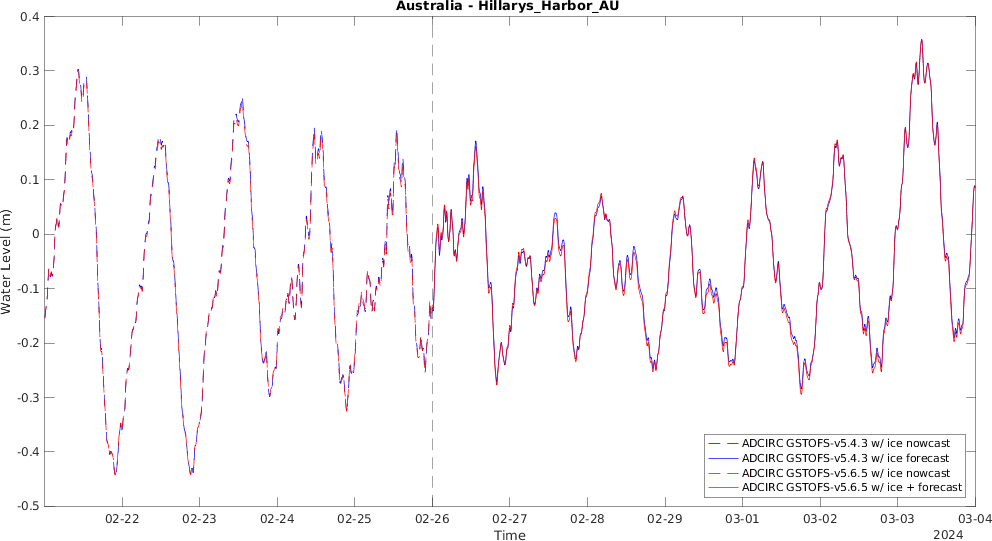 Australia - Hillarys_Harbor_AU
Water Level (m)
0.4
0.3
0.2
0.1
0
-0.1
-0.2
-0.3
-0.4
-0.5
ADCIRC GSTOFS-v5.4.3 w/ ice nowcast
ADCIRC GSTOFS-v5.4.3 w/ ice forecast
ADCIRC GSTOFS-v5.6.5 w/ ice nowcast
ADCIRC GSTOFS-v5.6.5 w/ ice + forecast
02-22 02-23 02-24 02-25 02-26 02-27 02-28 02-29 03-01 03-02 03-03 03-04
Time
2024